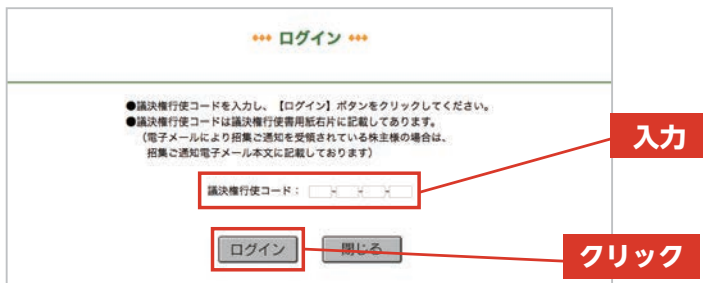 ◆◆◆ ログイン ◆◆◆
●議決権行使コードを入力し、【ログイン】ボタンをクリックしてください。
●議決権行使コードは議決権行使書用紙右片に記載してあります。
（電子メールにより招集ご通知を受領されている株主様の場合は、
招集ご通知電子メール本文に記載しております）
入力
議決権行使コード： - - -
ログイン 閉じる
クリック